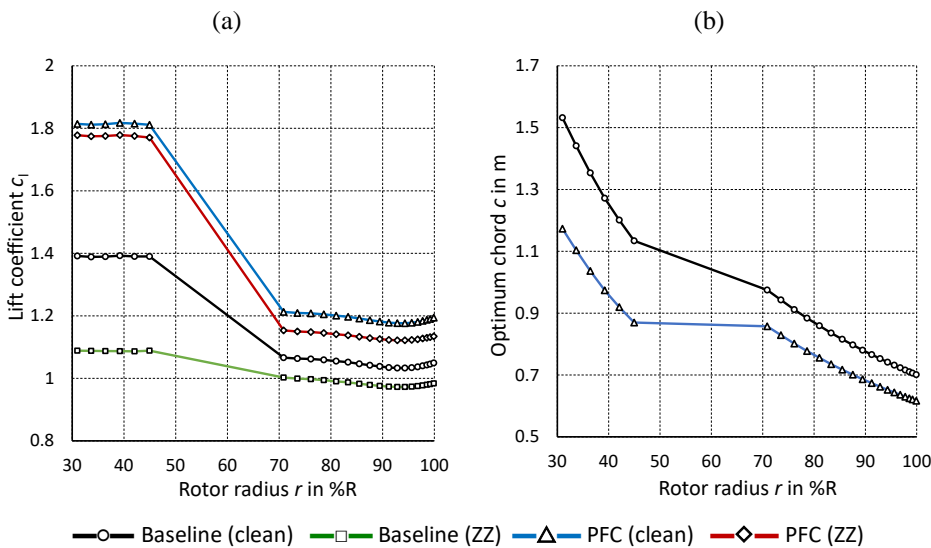 (a)
(b)
2
1.8
1.6
1.4
1.2
1
0.8
Lift coefficient cl
30 40 50 60 70 80 90 100
Rotor radius r in %R
1.7
1.5
1.3
1.1
0.9
0.7
0.5
Optimum chord c in m
30 40 50 60 70 80 90 100
Rotor radius r in %R
Baseline (clean) Baseline (ZZ) PFC (clean) PFC (ZZ)